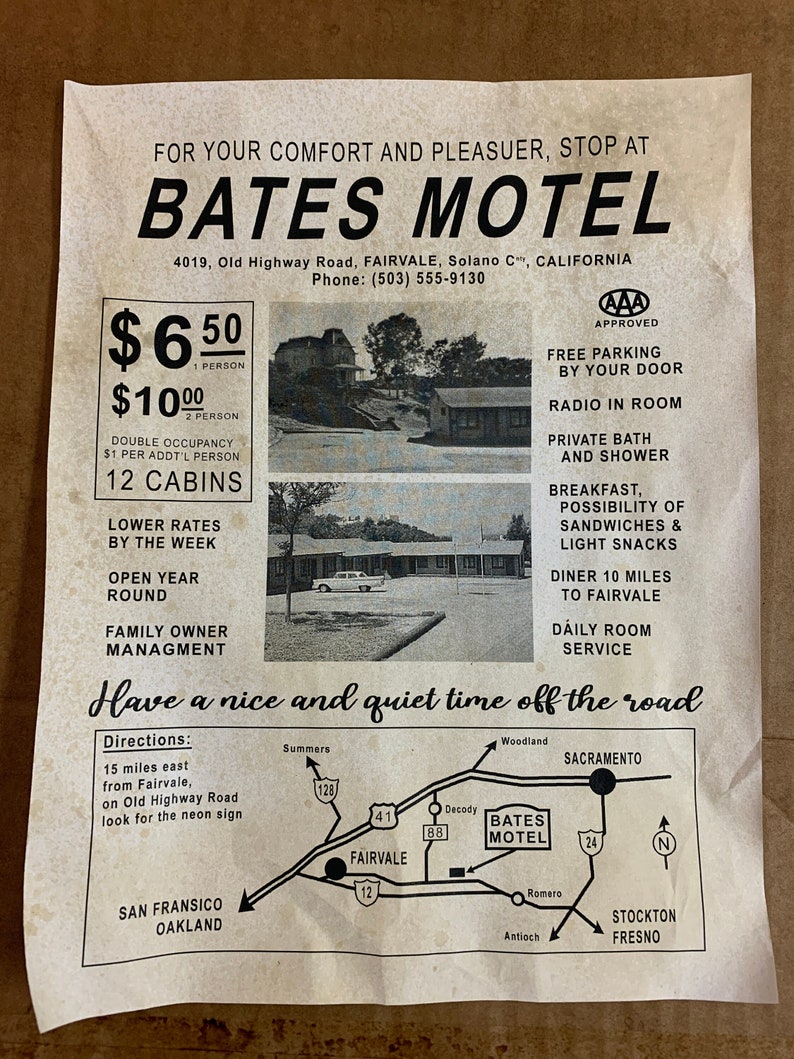 FOR YOUR COMFORT AND PLEASUER, STOP AT
BATES MOTEL
4019, Old Highway Road, FAIRVALE, Solano Cnty, CALIFORNIA
Phone: (503) 555-9130
$6 50
1 PERSON
$10 00
2 PERSON
DOUBLE OCCUPANCY
$1 PER ADDT'L PERSON
12 CABINS
LOWER RATES
BY THE WEEK
OPEN YEAR
ROUND
FAMILY OWNER
MANAGMENT
AAA
APPROVED
FREE PARKING
BY YOUR DOOR
RADIO IN ROOM
PRIVATE BATH
AND SHOWER
BREAKFAST,
POSSIBILITY OF
SANDWICHES &
LIGHT SNACKS
DINER 10 MILES
TO FAIRVALE
DAILY ROOM
SERVICE
Have a nice and quiet time off the road
Directions:
15 miles east
from Fairvale,
on Old Highway Road
look for the neon sign
Summers
Woodland
SACRAMENTO
128
41
Decody
88
BATES
MOTEL
24
N
FAIRVALE
12
Romero
SAN FRANSICO
OAKLAND
Antioch
STOCKTON
FRESNO